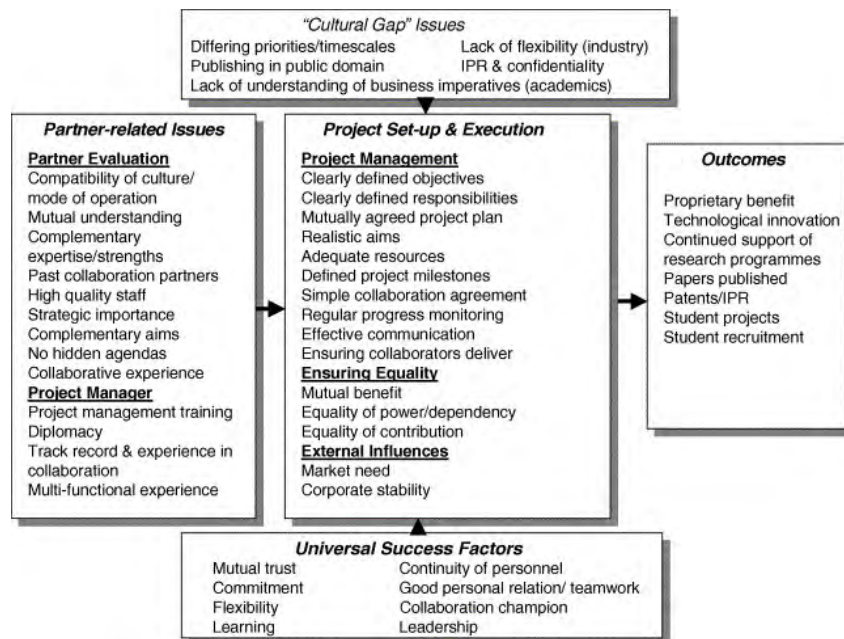 "Cultural Gap" Issues
Differing priorities/timescales Lack of flexibility (industry)
Publishing in public domain IPR & confidentiality
Lack of understanding of business imperatives (academics)
Partner-related Issues
Partner Evaluation
Compatibility of culture/
mode of operation
Mutual understanding
Complementary
expertise/strengths
Past collaboration partners
High quality staff
Strategic importance
Complementary aims
No hidden agendas
Collaborative experience
Project Manager
Project management training
Diplomacy
Track record & experience in
collaboration
Multi-functional experience
Project Set-up & Execution
Project Management
Clearly defined objectives
Clearly defined responsibilities
Mutually agreed project plan
Realistic aims
Adequate resources
Defined project milestones
Simple collaboration agreement
Regular progress monitoring
Effective communication
Ensuring collaborators deliver
Ensuring Equality
Mutual benefit
Equality of power/dependency
Equality of contribution
External Influences
Market need
Corporate stability
Outcomes
Proprietary benefit
Technological innovation
Continued support of
research programmes
Papers published
Patents/IPR
Student projects
Student recruitment
Universal Success Factors
Mutual trust Continuity of personnel
Commitment Good personal relation/ teamwork
Flexibility Collaboration champion
Learning Leadership